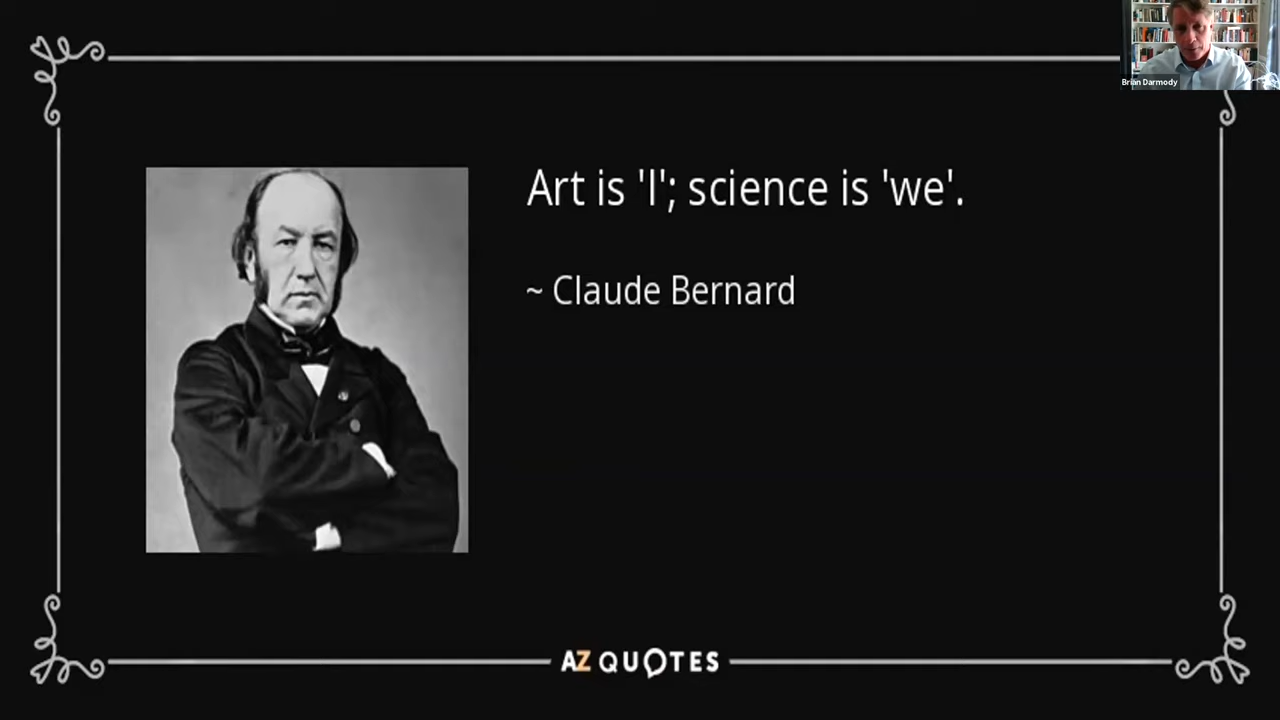 Brian Darmody
Art is 'I'; science is 'we'.
~ Claude Bernard
AZ QUOTES